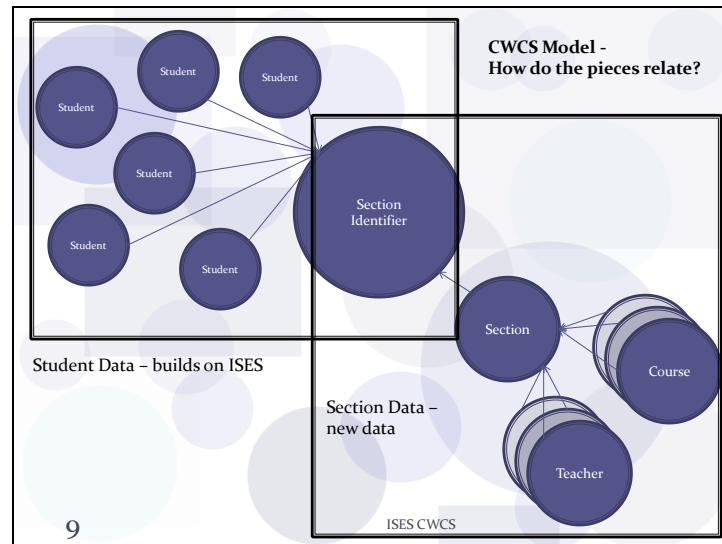 CWCS Model -
How do the pieces relate?
Student
Student
Student
Student
Student
Student
Section
Identifier
Section
Course
Teacher
Student Data – builds on ISES
Section Data –
new data
9
ISES CWCS